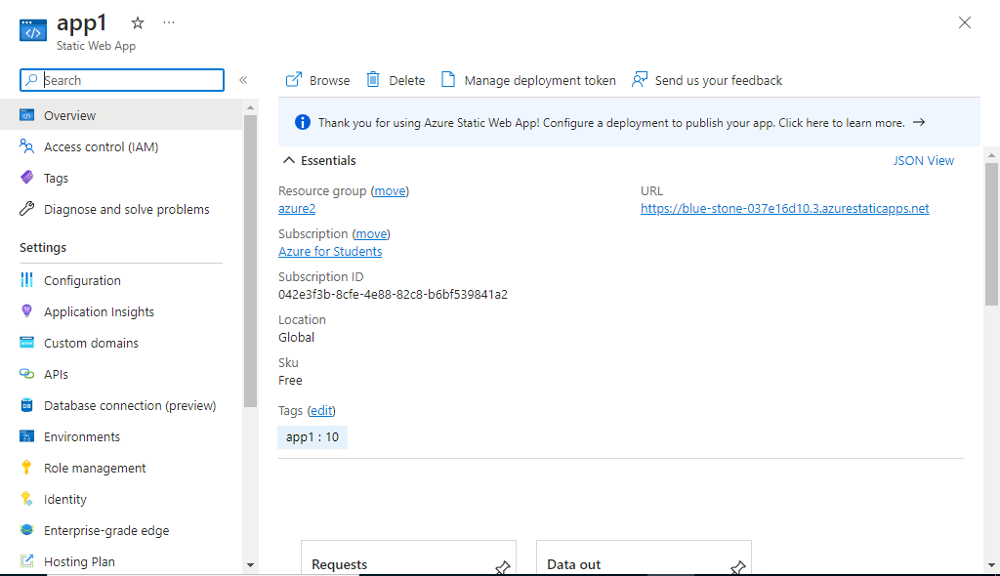 app1
Static Web App
Search
Overview
Access control (IAM)
Tags
Diagnose and solve problems
Settings
Configuration
Application Insights
Custom domains
APIs
Database connection (preview)
Environments
Role management
Identity
Enterprise-grade edge
Hosting Plan
Browse Delete Manage deployment token Send us your feedback
Thank you for using Azure Static Web App! Configure a deployment to publish your app. Click here to learn more. →
Essentials JSON View
Resource group (move)
azure2
URL
https://blue-stone-037e16d10.3.azurestaticapps.net
Subscription (move)
Azure for Students
Subscription ID
042e3f3b-8cfe-4e88-82c8-b6bf539841a2
Location
Global
Sku
Free
Tags (edit)
app1 : 10
Requests
Data out